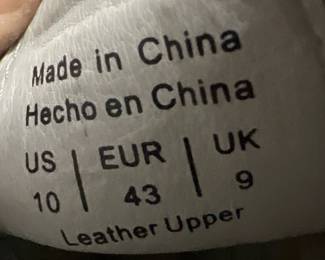 Made in China
Hecho en China
US | EUR | UK
10 | 43 | 9
Leather Upper